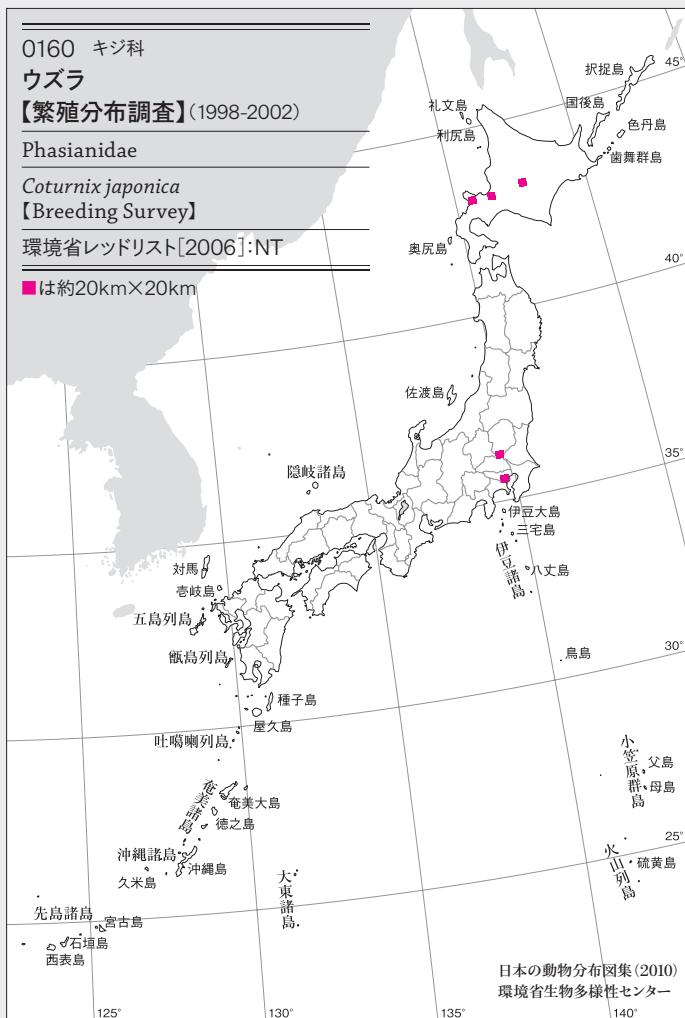 0160 キジ科
ウズラ
【繁殖分布調査】(1998-2002)
Phasianidae
Coturnix japonica
【Breeding Survey】
環境省レッドリスト[2006]:NT
■は約20km×20km
択捉島
45°
国後島
礼文島
色丹島
利尻島
歯舞群島
奥尻島
40°
佐渡島
35°
隠岐諸島
伊豆大島
三宅島
伊豆諸島
八丈島
対馬
壱岐島
五島列島
甑島列島
鳥島
30°
種子島
屋久島
吐噶喇列島
小笠原群島
父島
母島
奄美諸島
奄美大島
徳之島
25°
沖縄諸島
沖縄島
久米島
火山列島
硫黄島
大東諸島
先島諸島
宮古島
石垣島
西表島
日本の動物分布図集(2010)
環境省生物多様性センター
125°
130°
135°
140°